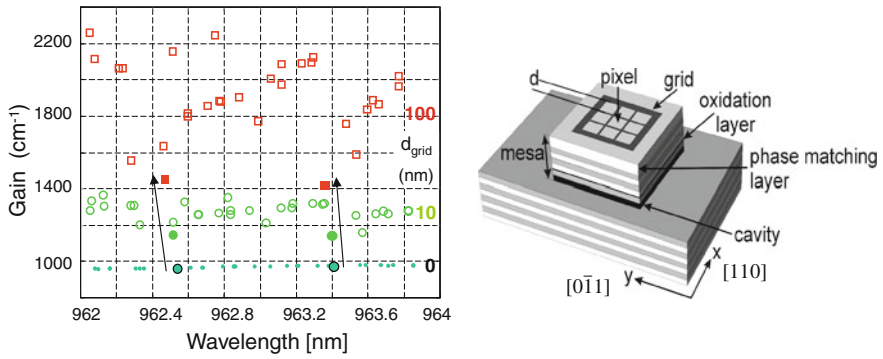 2200
1800
1400
1000
Gain (cm⁻¹)
100
d_grid
(nm)
10
0
962
962.4
962.8
963.2
963.6
964
Wavelength [nm]
d
pixel
grid
oxidation
layer
mesa
phase matching
layer
cavity
y
x
[01̅1]
[110]